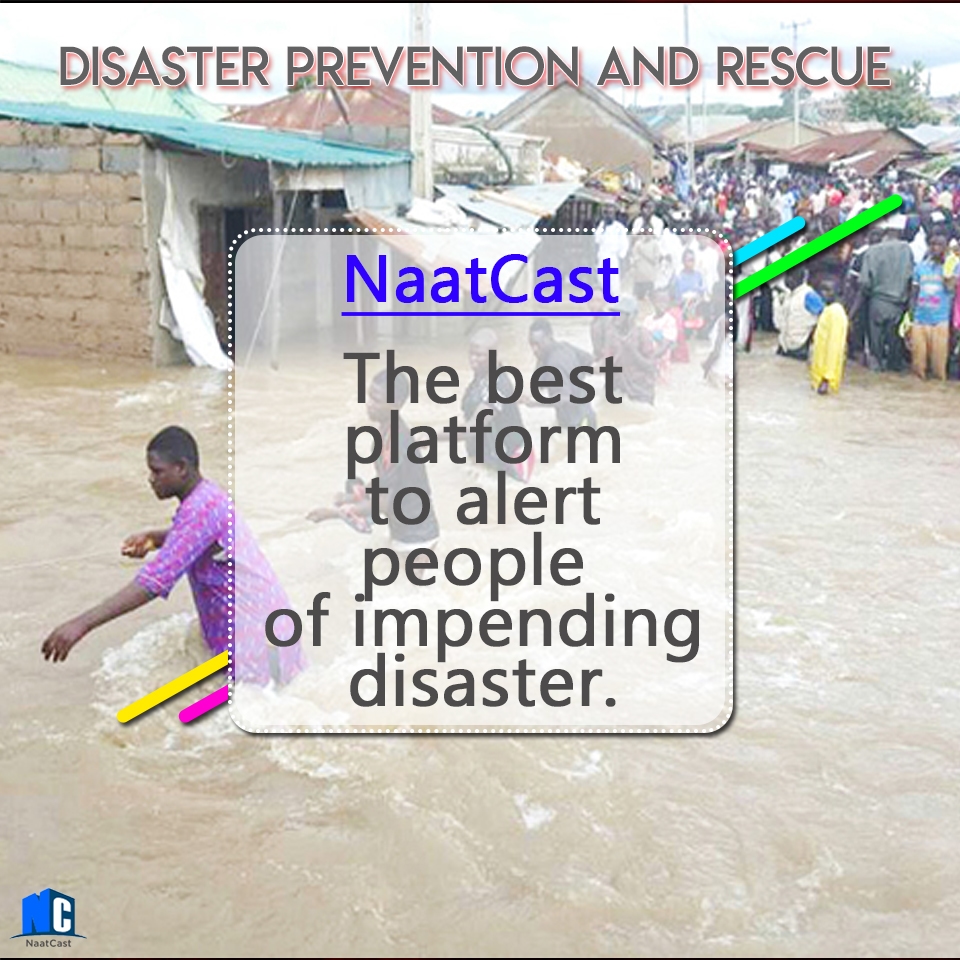 DISASTER PREVENTION AND RESCUE
NaatCast
The best
platform
to alert
people
of impending
disaster.
NC
NaatCast